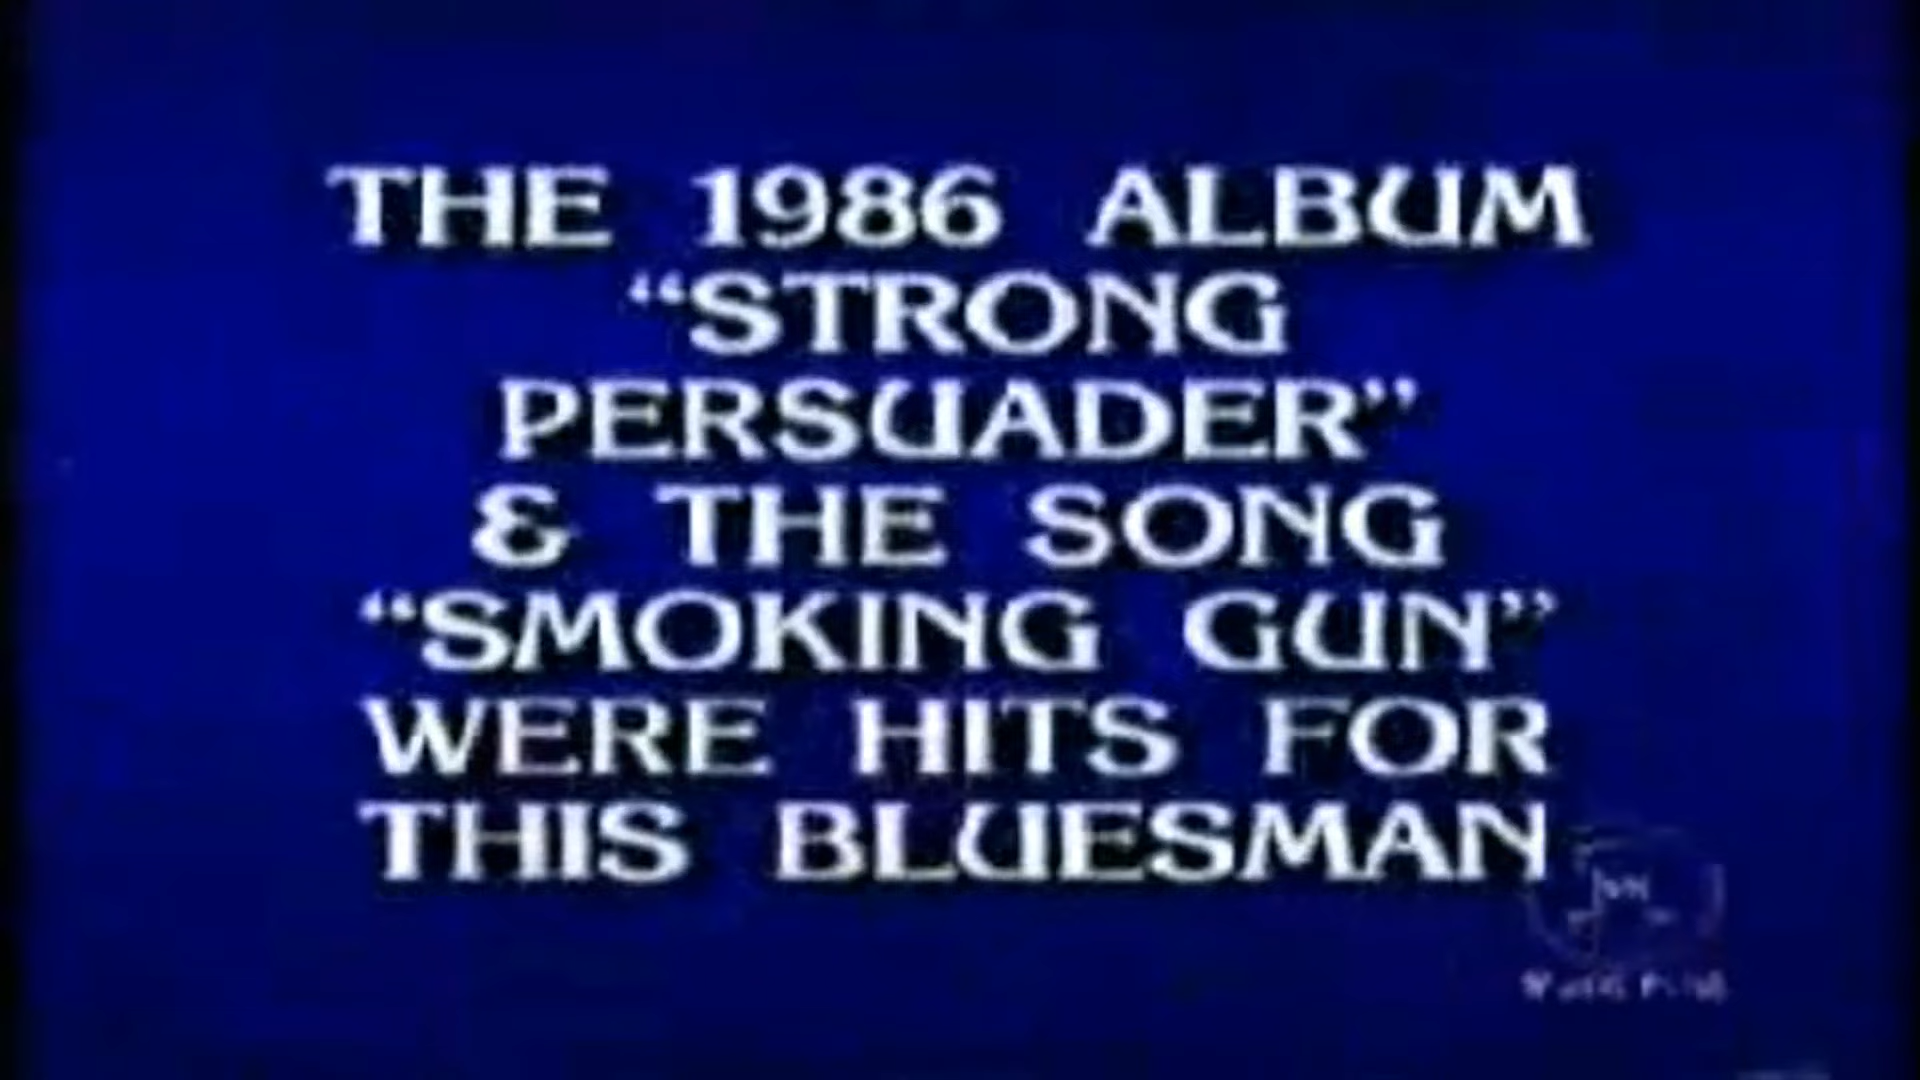 THE 1986 ALBUM
“STRONG
PERSUADER”
& THE SONG
“SMOKING GUN”
WERE HITS FOR
THIS BLUESMAN